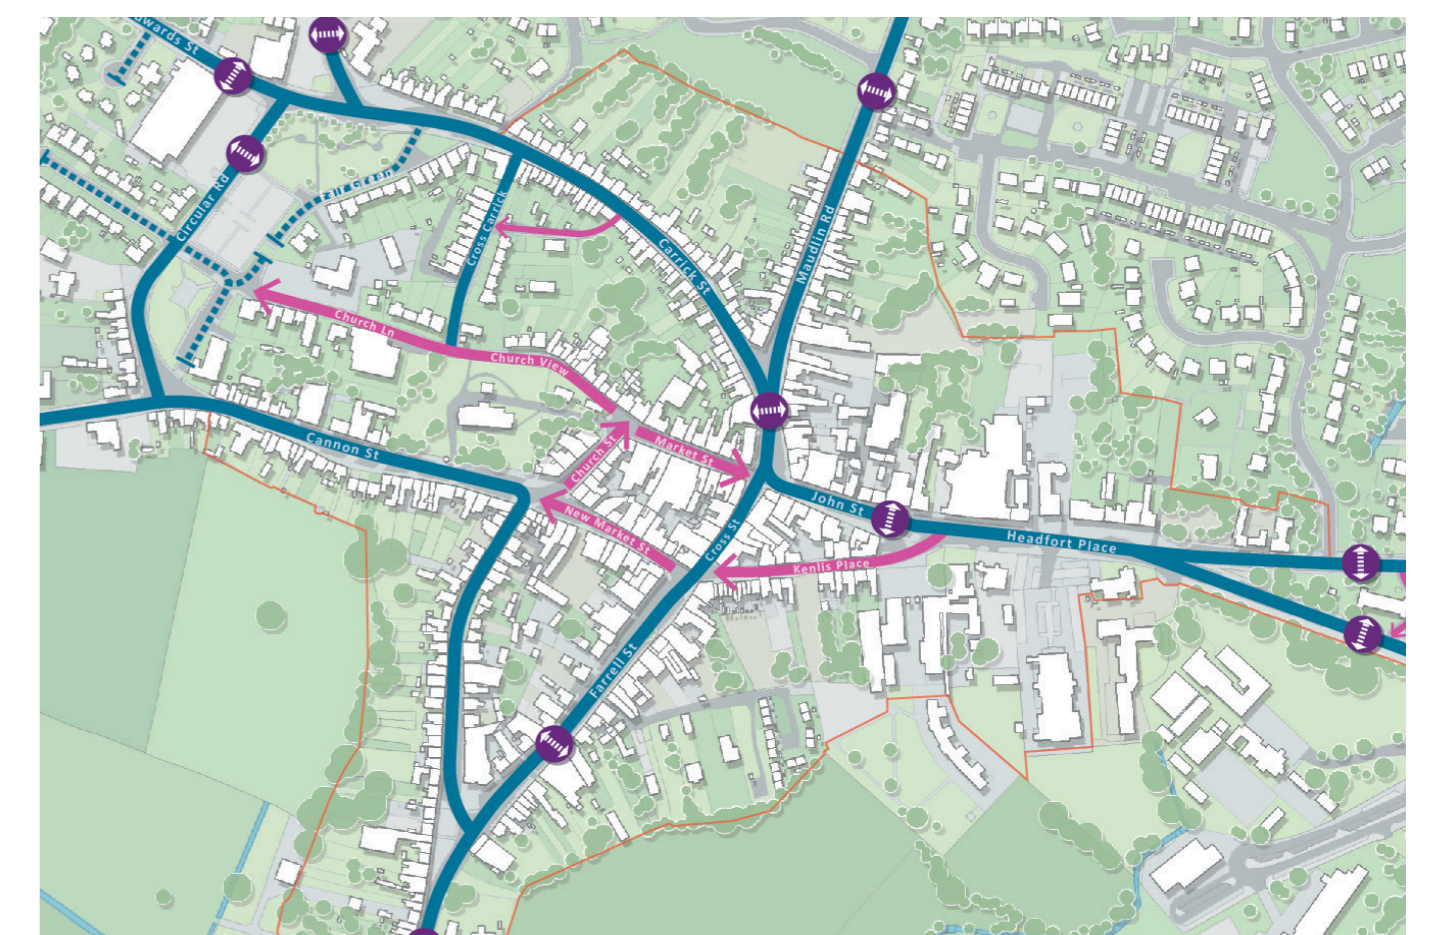 Circular Rd
Cross Carrick
Carrick St
Maudlin Rd
Church Ln
Church View
Cannon St
Church St
Market St
New Market St
Cross St
John St
Headfort Place
Kenlis Place
Farrell St